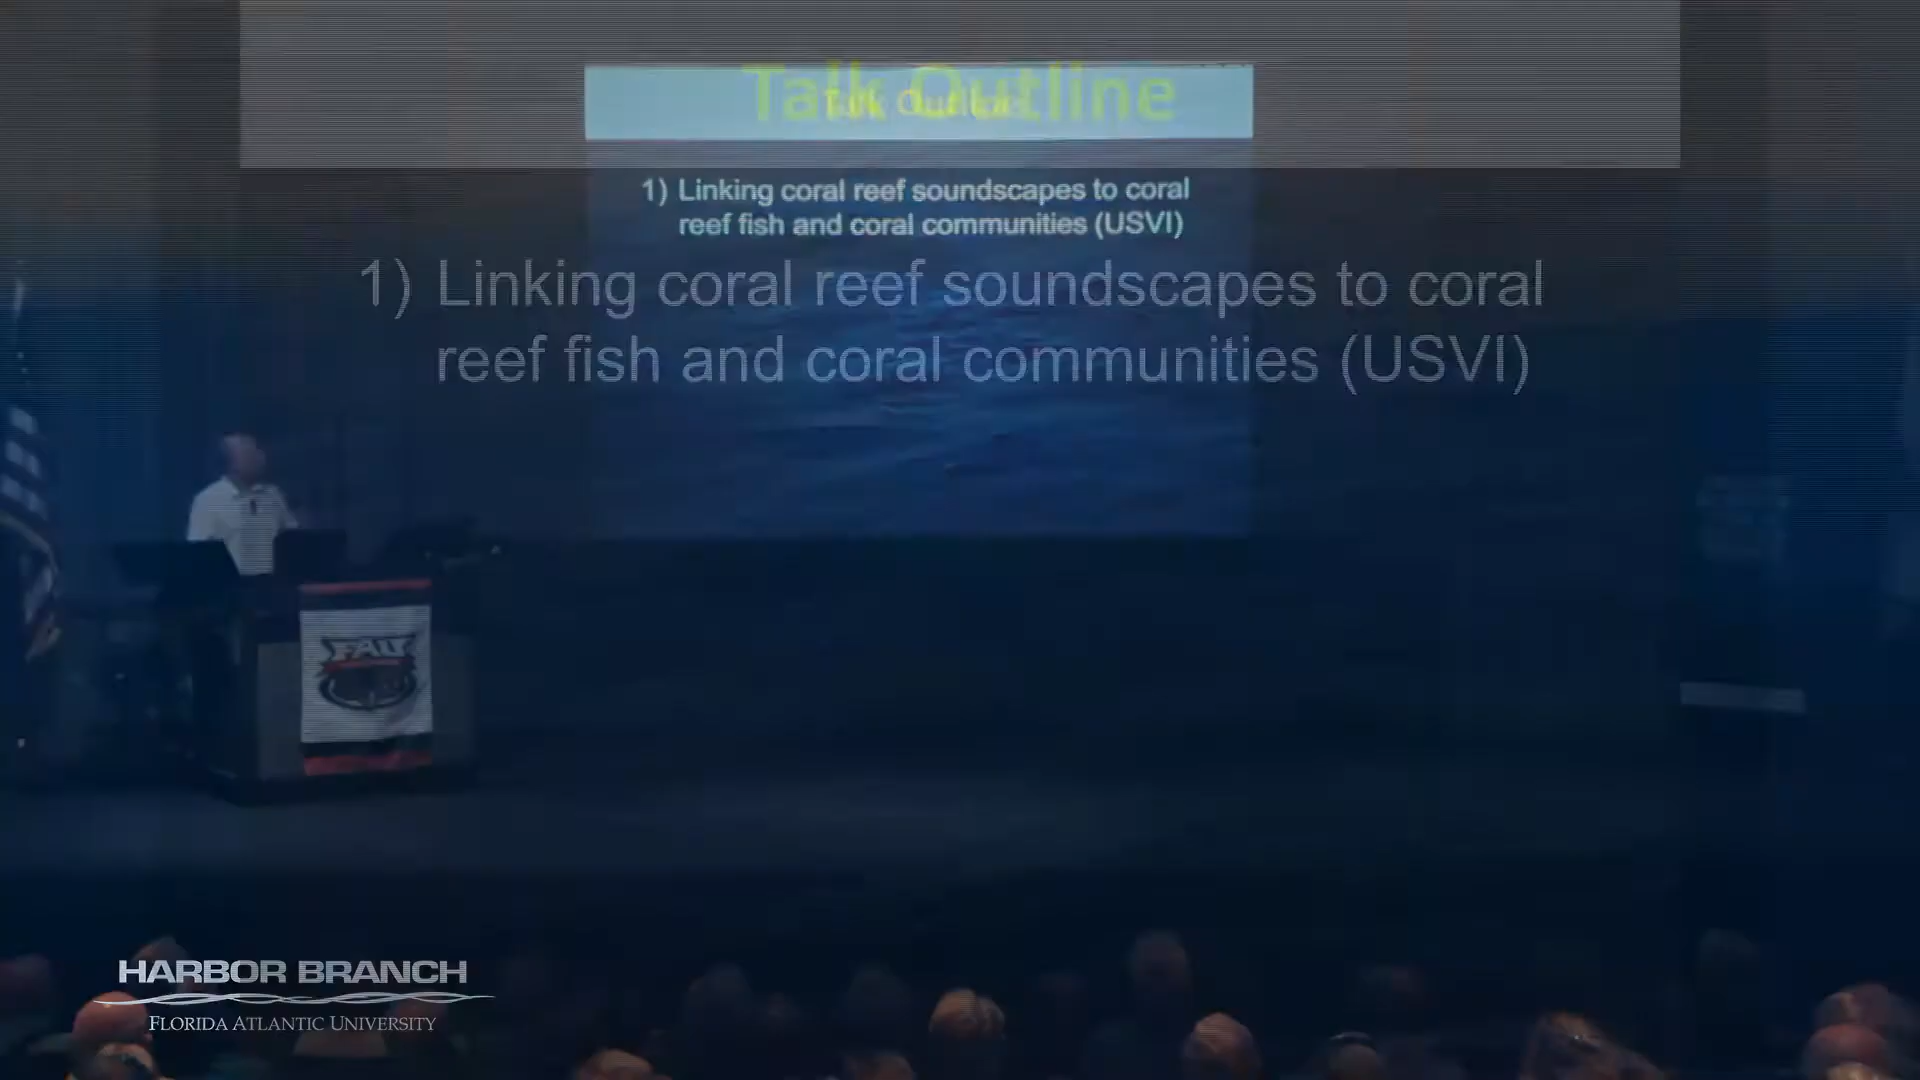 Talk Outline
Talk Outline
1) Linking coral reef soundscapes to coral
reef fish and coral communities (USVI)
1) Linking coral reef soundscapes to coral
reef fish and coral communities (USVI)
FAU
HARBOR BRANCH
FLORIDA ATLANTIC UNIVERSITY